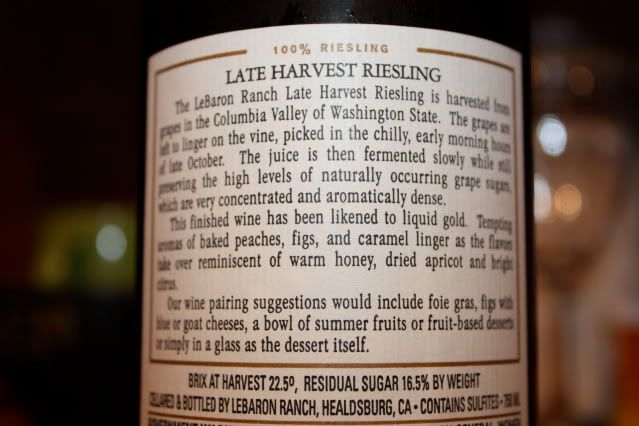 100% RIESLING
LATE HARVEST RIESLING
The LeBaron Ranch Late Harvest Riesling is harvested from
grapes in the Columbia Valley of Washington State. The grapes are
left to linger on the vine, picked in the chilly, early morning hours
of late October. The juice is then fermented slowly while still
preserving the high levels of naturally occurring grape sugars,
which are very concentrated and aromatically dense.
This finished wine has been likened to liquid gold. Tempting
aromas of baked peaches, figs, and caramel linger as the flavors
take over reminiscent of warm honey, dried apricot and bright
citrus.
Our wine pairing suggestions would include foie gras, figs with
blue or goat cheeses, a bowl of summer fruits or fruit-based desserts
or simply in a glass as the dessert itself.
BRIX AT HARVEST 22.5º, RESIDUAL SUGAR 16.5% BY WEIGHT
CELLARED & BOTTLED BY LEBARON RANCH, HEALDSBURG, CA • CONTAINS SULFITES • 750 ML
GOVERNMENT